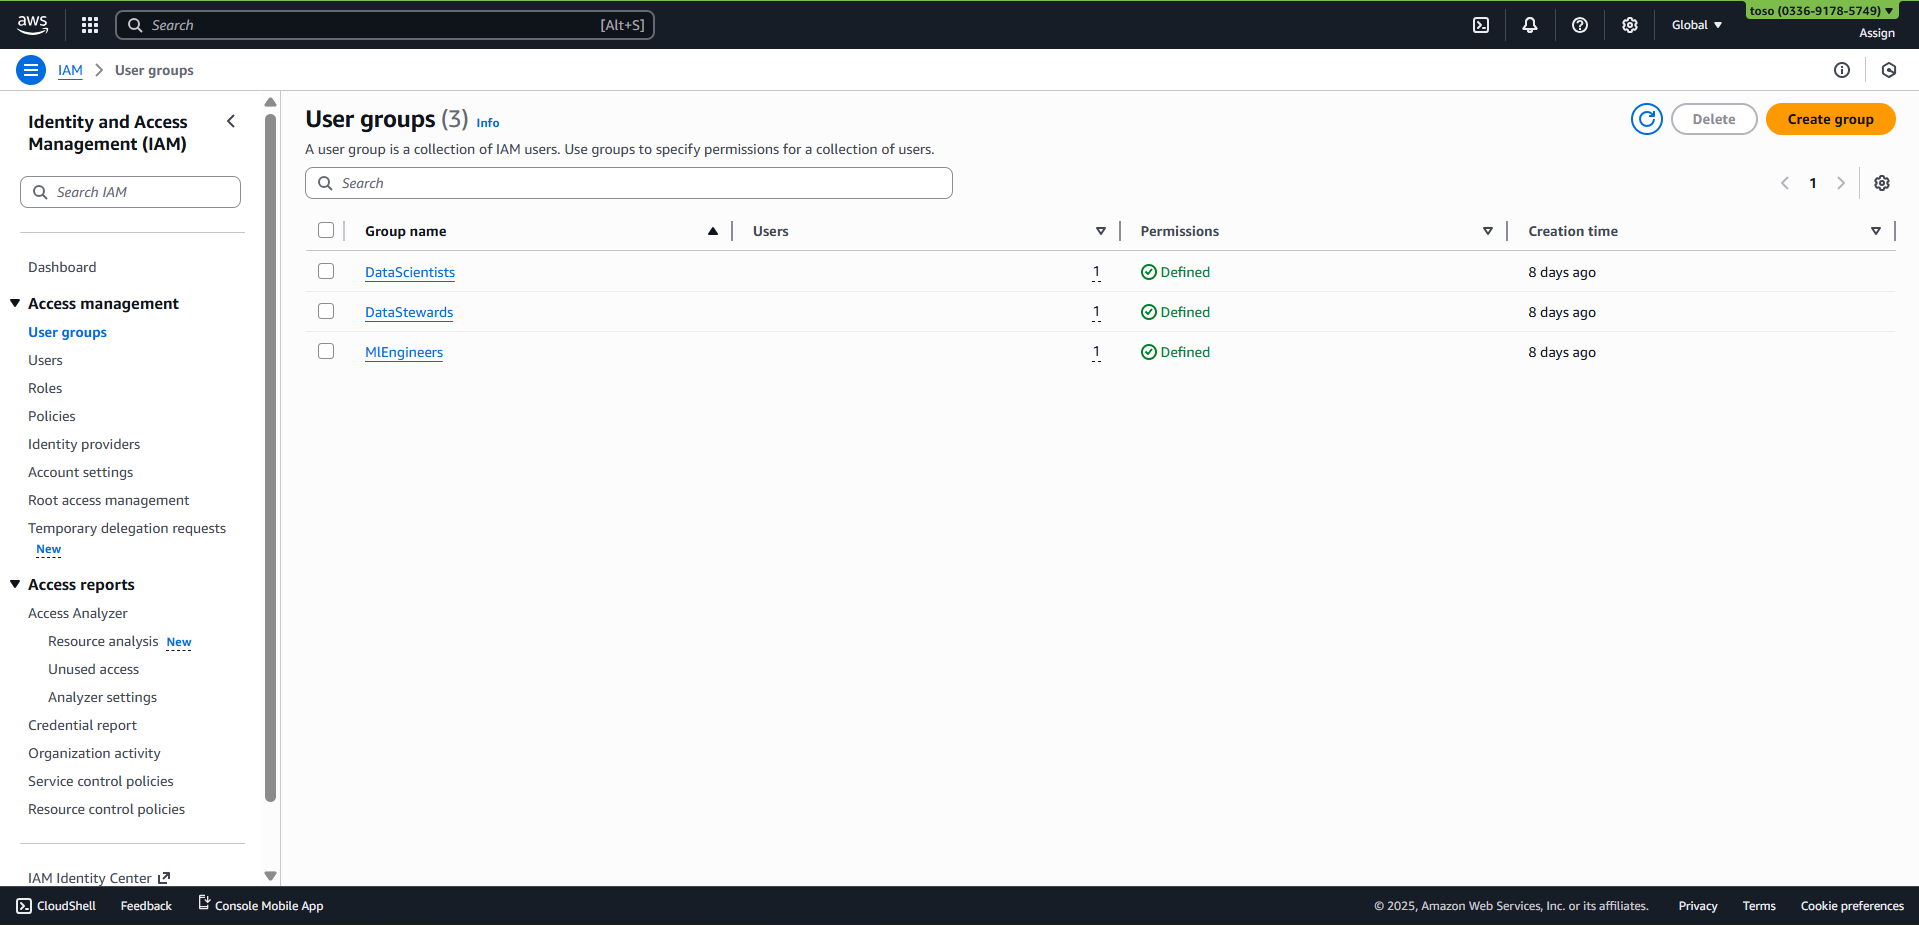 aws
Search [Alt+S]
Global
toso (0336-9178-5749)
Assign
IAM
User groups
Identity and Access
Management (IAM)
Search IAM
Dashboard
Access management
User groups
Users
Roles
Policies
Identity providers
Account settings
Root access management
Temporary delegation requests
New
Access reports
Access Analyzer
Resource analysis New
Unused access
Analyzer settings
Credential report
Organization activity
Service control policies
Resource control policies
IAM Identity Center
User groups (3) Info
Delete
Create group
A user group is a collection of IAM users. Use groups to specify permissions for a collection of users.
Search
1
Group name Users Permissions Creation time
DataScientists 1 Defined 8 days ago
DataStewards 1 Defined 8 days ago
MlEngineers 1 Defined 8 days ago
CloudShell Feedback Console Mobile App © 2025, Amazon Web Services, Inc. or its affiliates. Privacy Terms Cookie preferences